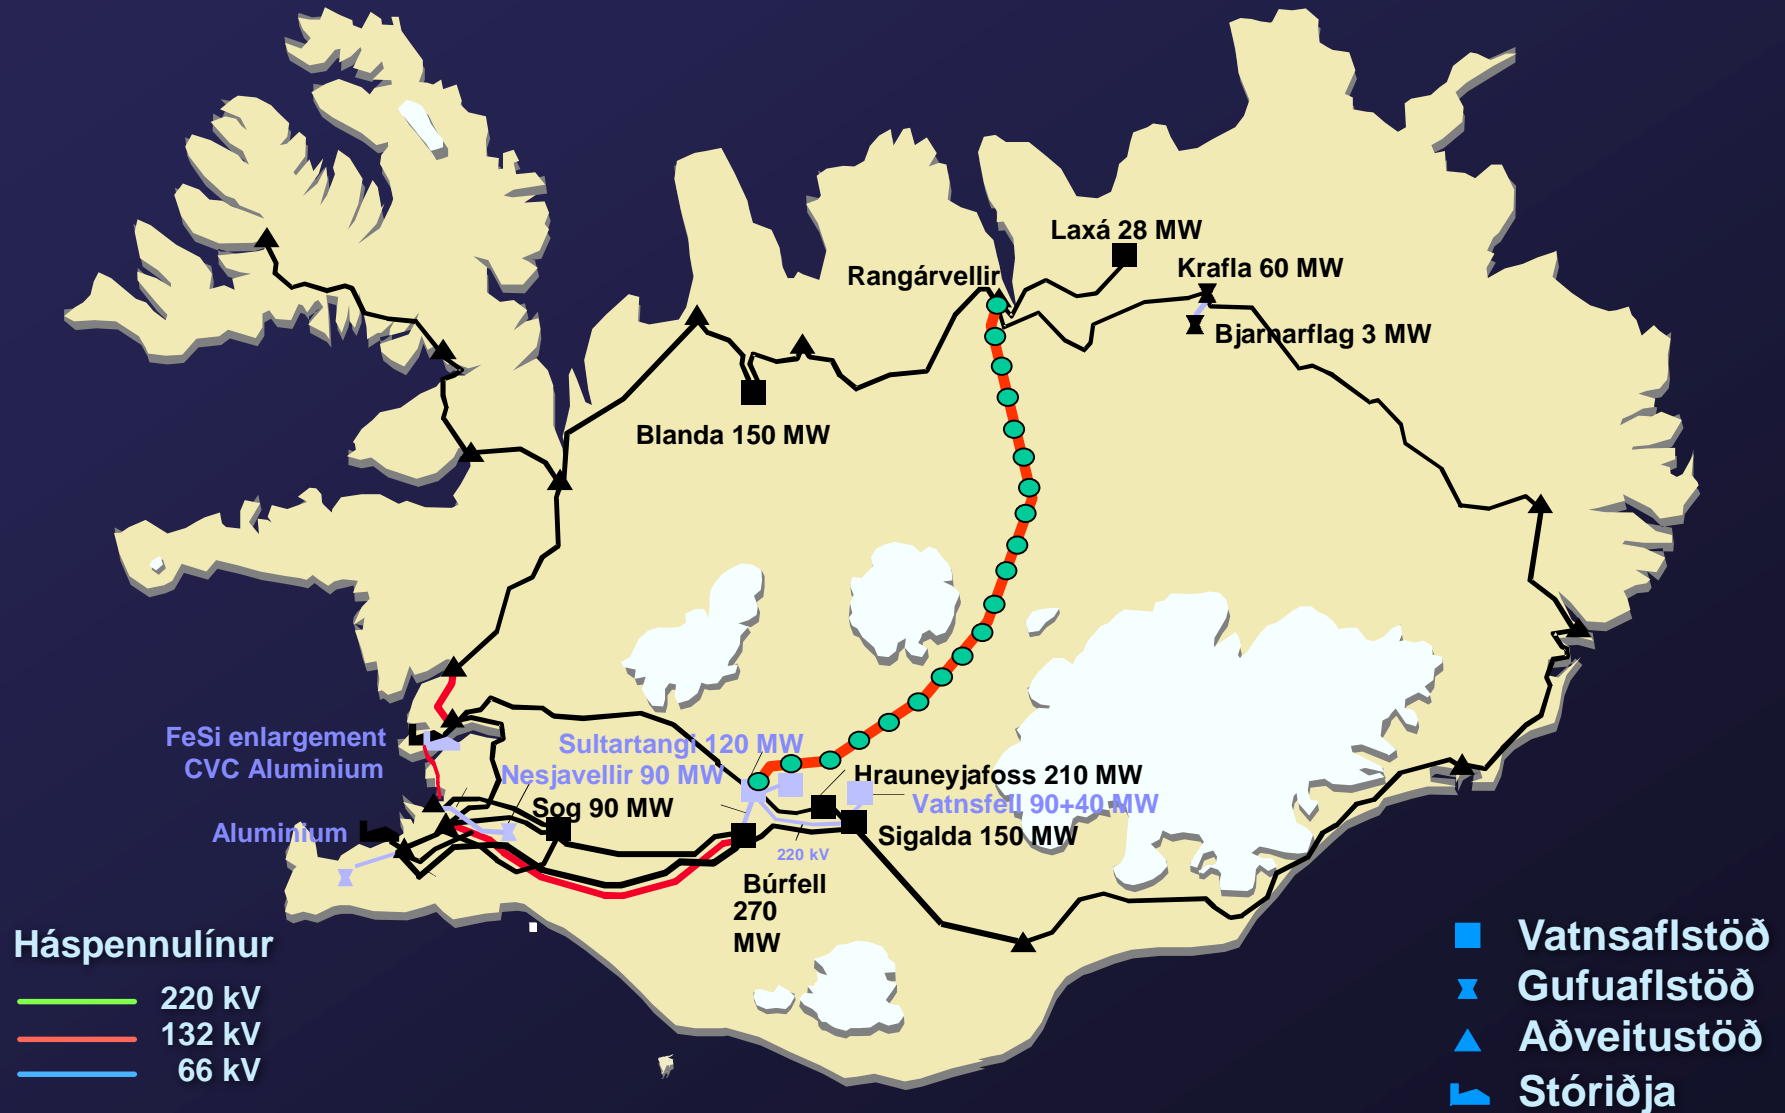 Laxá 28 MW
Krafla 60 MW
Rangárvellir
Bjarnarflag 3 MW
Blanda 150 MW
FeSi enlargement
CVC Aluminium
Sultartangi 120 MW
Nesjavellir 90 MW
Hrauneyjafoss 210 MW
Vatnsfell 90+40 MW
Sog 90 MW
Aluminium
Sigalda 150 MW
220 kV
Búrfell
270
MW
Háspennulínur
220 kV
132 kV
66 kV
Vatnsaflstöð
Gufuaflstöð
Aðveitustöð
Stóriðja